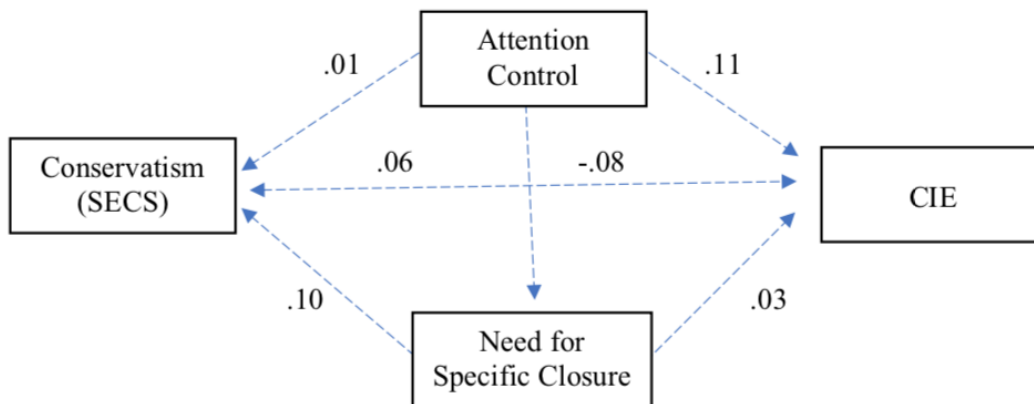 Attention
Control
.01
.11
Conservatism
(SECS)
.06
-.08
CIE
.10
.03
Need for
Specific Closure